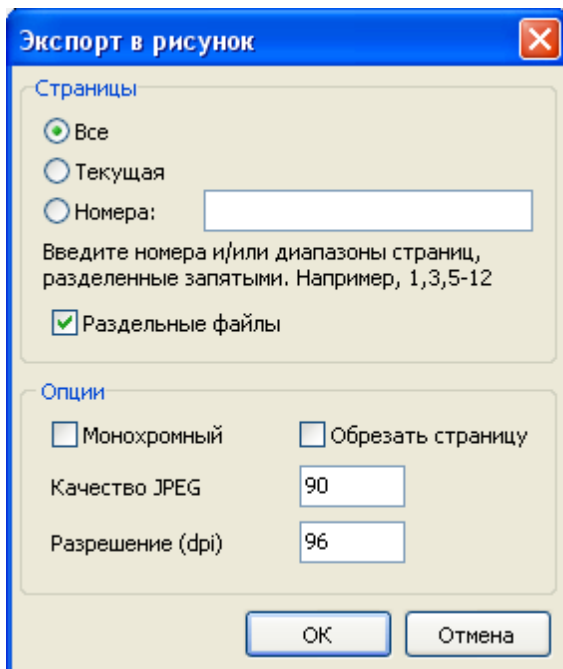 Экспорт в рисунок
Страницы
Все
Текущая
Номера:
Введите номера и/или диапазоны страниц,
разделенные запятыми. Например, 1,3,5-12
Раздельные файлы
Опции
Монохромный Обрезать страницу
Качество JPEG 90
Разрешение (dpi) 96
ОК Отмена